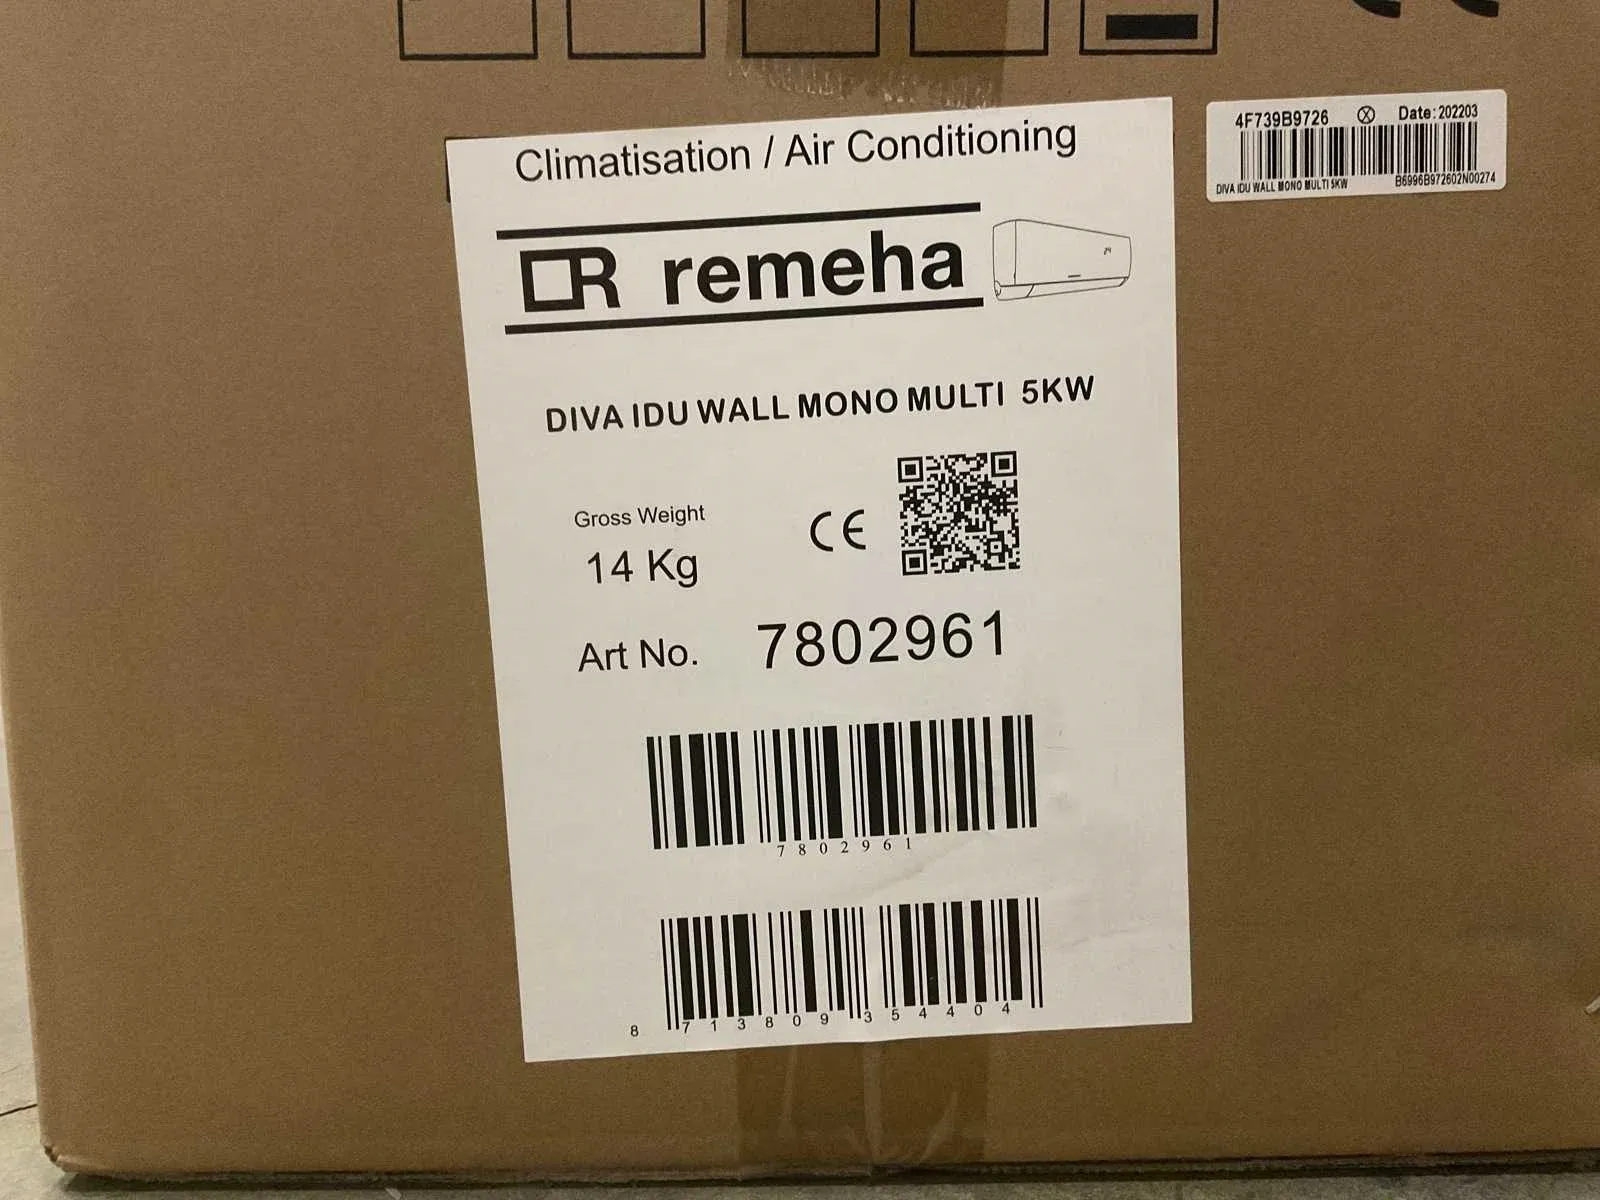 Climatisation / Air Conditioning
remeha
DIVA IDU WALL MONO MULTI 5KW
Gross Weight
14 Kg
CE
Art No. 7802961
7802961
8 713809 354404
4F739B9726 Date:202203
DIVA IDU WALL MONO MULTI 5KW B6996B972602N00274